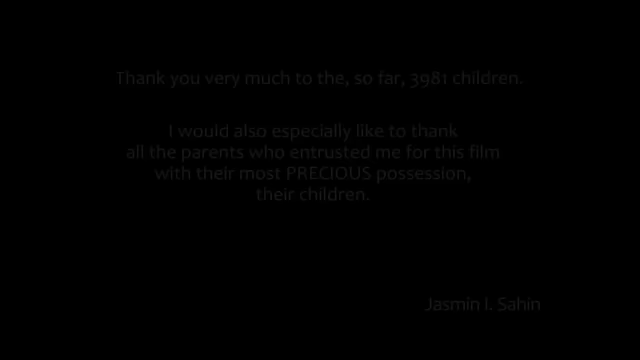 Thank you very much to the, so far, 3981 children.
I would also especially like to thank
all the parents who entrusted me for this film
with their most PRECIOUS possession,
their children.
Jasmin I. Sahin